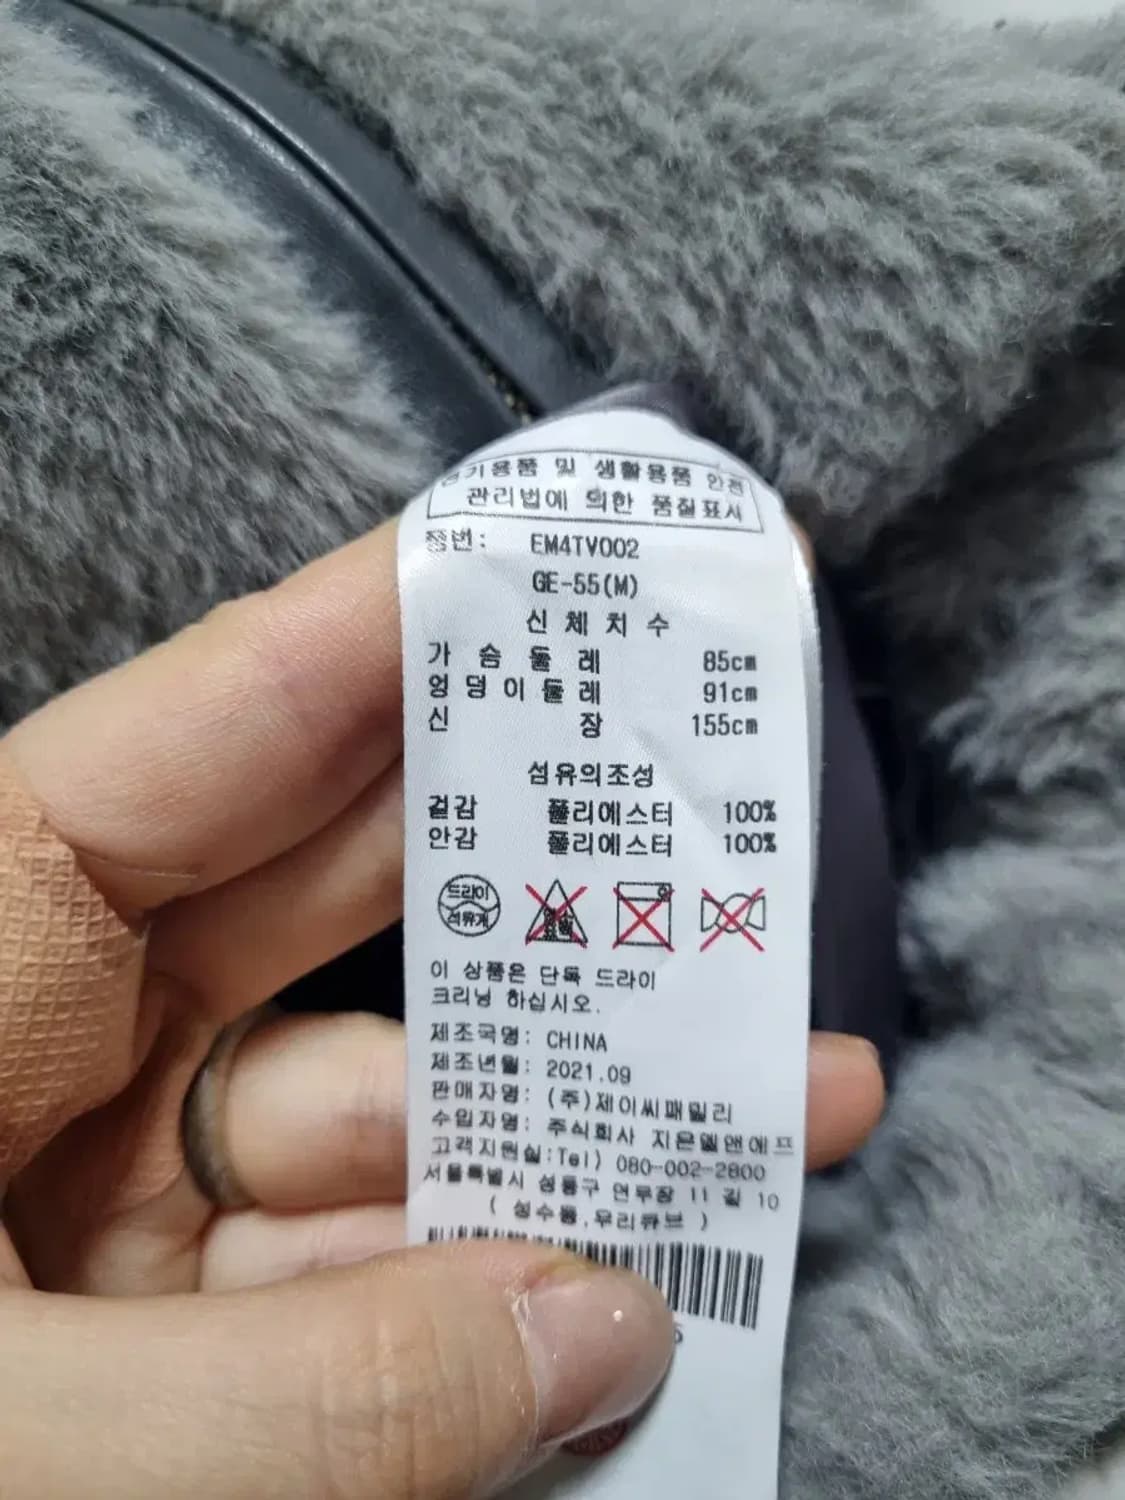 전기용품 및 생활용품 안전
관리법에 의한 품질표시
품번: EM4TV002
GE-55(M)
신체치수
가슴둘레 85cm
엉덩이둘레 91cm
신장 155cm
섬유의조성
겉감 폴리에스터 100%
안감 폴리에스터 100%
드라이
석유계
이 상품은 단독 드라이
크리닝 하십시오.
제조국명: CHINA
제조년월: 2021.09
판매자명: (주)제이씨패밀리
수입자명: 주식회사 지은엘앤에프
고객지원실:Tel) 080-002-2800
서울특별시 성동구 연무장 11 길 10
( 성수동,우리큐브 )